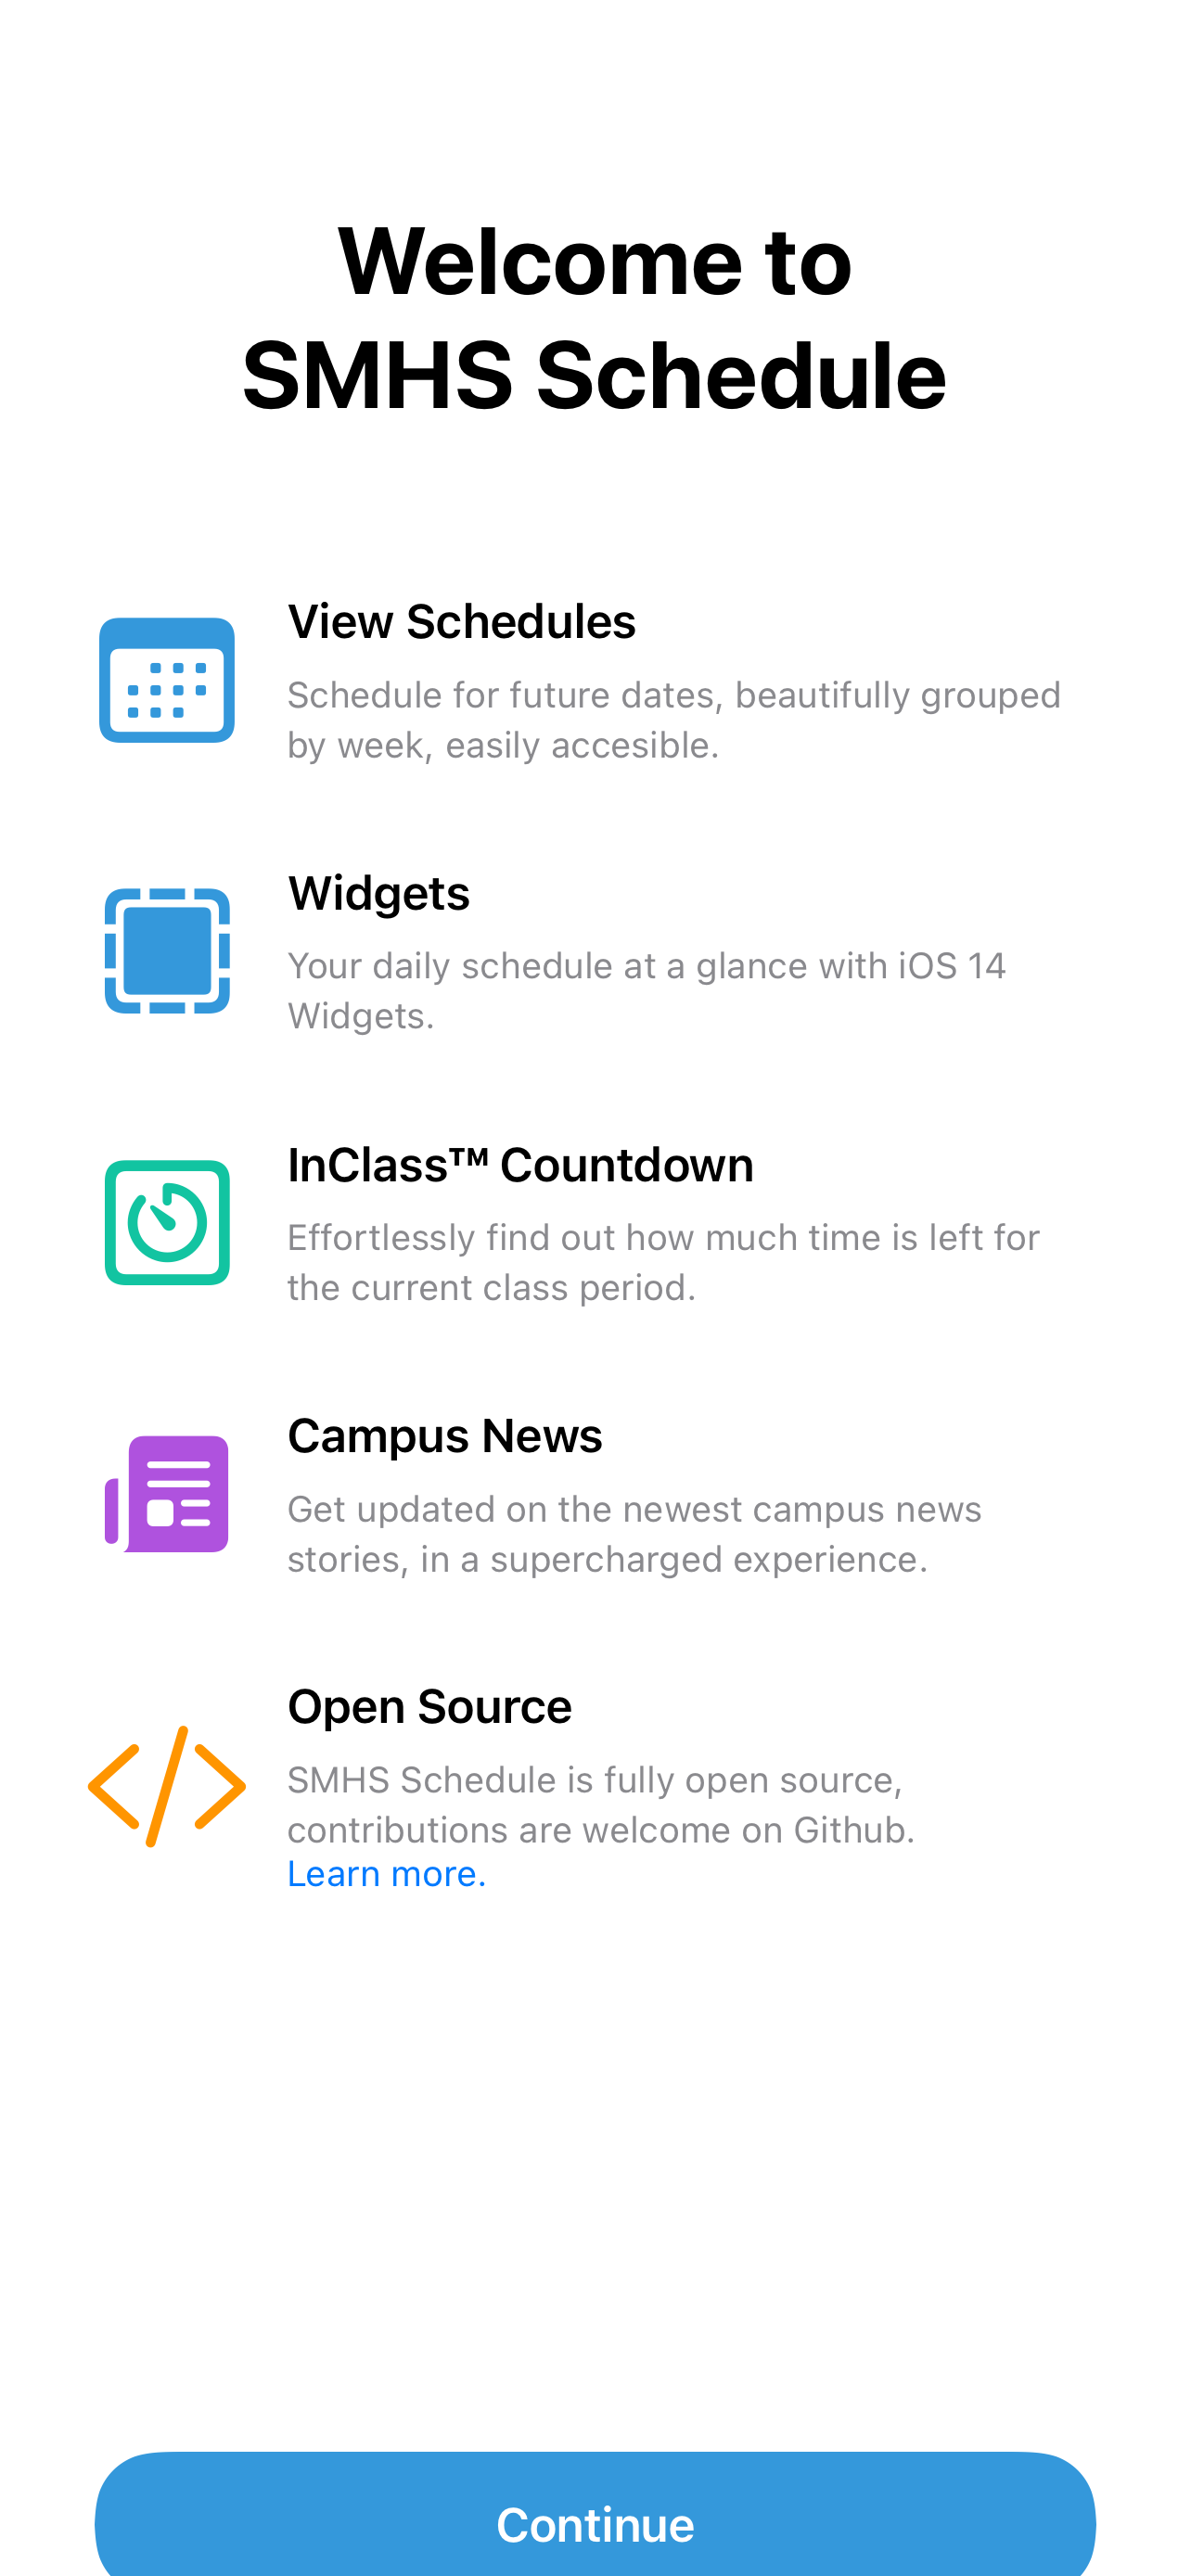 Welcome to
SMHS Schedule
View Schedules
Schedule for future dates, beautifully grouped
by week, easily accesible.
Widgets
Your daily schedule at a glance with iOS 14
Widgets.
InClass™ Countdown
Effortlessly find out how much time is left for
the current class period.
Campus News
Get updated on the newest campus news
stories, in a supercharged experience.
Open Source
SMHS Schedule is fully open source,
contributions are welcome on Github.
Learn more.
Continue